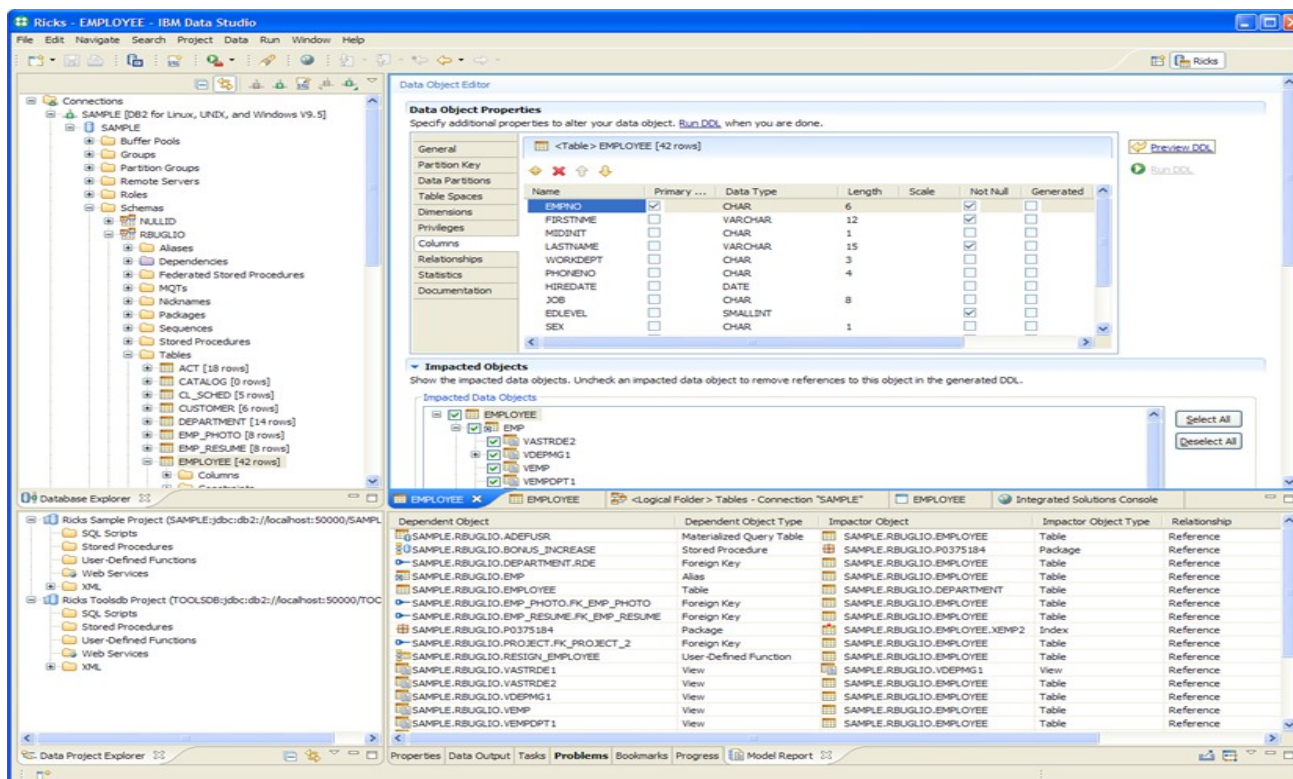 Ricks - EMPLOYEE - IBM Data Studio
File Edit Navigate Search Project Data Run Window Help
Ricks
Connections
SAMPLE [DB2 for Linux, UNIX, and Windows V9.5]
SAMPLE
Buffer Pools
Groups
Partition Groups
Remote Servers
Roles
Schemas
NULLID
RBUGLIO
Aliases
Dependencies
Federated Stored Procedures
MQTs
Nicknames
Packages
Sequences
Stored Procedures
Tables
ACT [18 rows]
CATALOG [0 rows]
CL_SCHED [5 rows]
CUSTOMER [6 rows]
DEPARTMENT [14 rows]
EMP_PHOTO [8 rows]
EMP_RESUME [8 rows]
EMPLOYEE [42 rows]
Columns
Database Explorer
Data Object Editor
Data Object Properties
Specify additional properties to alter your data object. Run DDL when you are done.
General
Partition Key
Data Partitions
Table Spaces
Dimensions
Privileges
Columns
Relationships
Statistics
Documentation
<Table> EMPLOYEE [42 rows]
Name Primary ... Data Type Length Scale Not Null Generated
EMPNO CHAR 6
FIRSTNME VARCHAR 12
MIDINIT CHAR 1
LASTNAME VARCHAR 15
WORKDEPT CHAR 3
PHONENO CHAR 4
HIREDATE DATE
JOB CHAR 8
EDLEVEL SMALLINT
SEX CHAR 1
Preview DDL
Run DDL
Impacted Objects
Show the impacted data objects. Uncheck an impacted data object to remove references to this object in the generated DDL.
Impacted Data Objects
EMPLOYEE
EMP
VASTRDE2
VDEPMG1
VEMP
VEMPDPT1
Select All
Deselect All
EMPLOYEE EMPLOYEE <Logical Folder> Tables - Connection "SAMPLE" EMPLOYEE Integrated Solutions Console
Ricks Sample Project (SAMPLE:jdbc:db2://localhost:50000/SAMPL
SQL Scripts
Stored Procedures
User-Defined Functions
Web Services
XML
Ricks Toolsdb Project (TOOLSDB:jdbc:db2://localhost:50000/TOC
SQL Scripts
Stored Procedures
User-Defined Functions
Web Services
XML
Data Project Explorer
Dependent Object Dependent Object Type Impactor Object Impactor Object Type Relationship
SAMPLE.RBUGLIO.ADEFUSR Materialized Query Table SAMPLE.RBUGLIO.EMPLOYEE Table Reference
SAMPLE.RBUGLIO.BONUS_INCREASE Stored Procedure SAMPLE.RBUGLIO.P0375184 Package Reference
SAMPLE.RBUGLIO.DEPARTMENT.RDE Foreign Key SAMPLE.RBUGLIO.EMPLOYEE Table Reference
SAMPLE.RBUGLIO.EMP Alias SAMPLE.RBUGLIO.EMPLOYEE Table Reference
SAMPLE.RBUGLIO.EMPLOYEE Table SAMPLE.RBUGLIO.DEPARTMENT Table Reference
SAMPLE.RBUGLIO.EMP_PHOTO.FK_EMP_PHOTO Foreign Key SAMPLE.RBUGLIO.EMPLOYEE Table Reference
SAMPLE.RBUGLIO.EMP_RESUME.FK_EMP_RESUME Foreign Key SAMPLE.RBUGLIO.EMPLOYEE Table Reference
SAMPLE.RBUGLIO.P0375184 Package SAMPLE.RBUGLIO.EMPLOYEE.XEMP2 Index Reference
SAMPLE.RBUGLIO.PROJECT.FK_PROJECT_2 Foreign Key SAMPLE.RBUGLIO.EMPLOYEE Table Reference
SAMPLE.RBUGLIO.RESIGN_EMPLOYEE User-Defined Function SAMPLE.RBUGLIO.EMPLOYEE Table Reference
SAMPLE.RBUGLIO.VASTRDE1 View SAMPLE.RBUGLIO.VDEPMG1 View Reference
SAMPLE.RBUGLIO.VASTRDE2 View SAMPLE.RBUGLIO.EMPLOYEE Table Reference
SAMPLE.RBUGLIO.VDEPMG1 View SAMPLE.RBUGLIO.EMPLOYEE Table Reference
SAMPLE.RBUGLIO.VEMP View SAMPLE.RBUGLIO.EMPLOYEE Table Reference
SAMPLE.RBUGLIO.VEMPDPT1 View SAMPLE.RBUGLIO.EMPLOYEE Table Reference
Properties Data Output Tasks Problems Bookmarks Progress Model Report